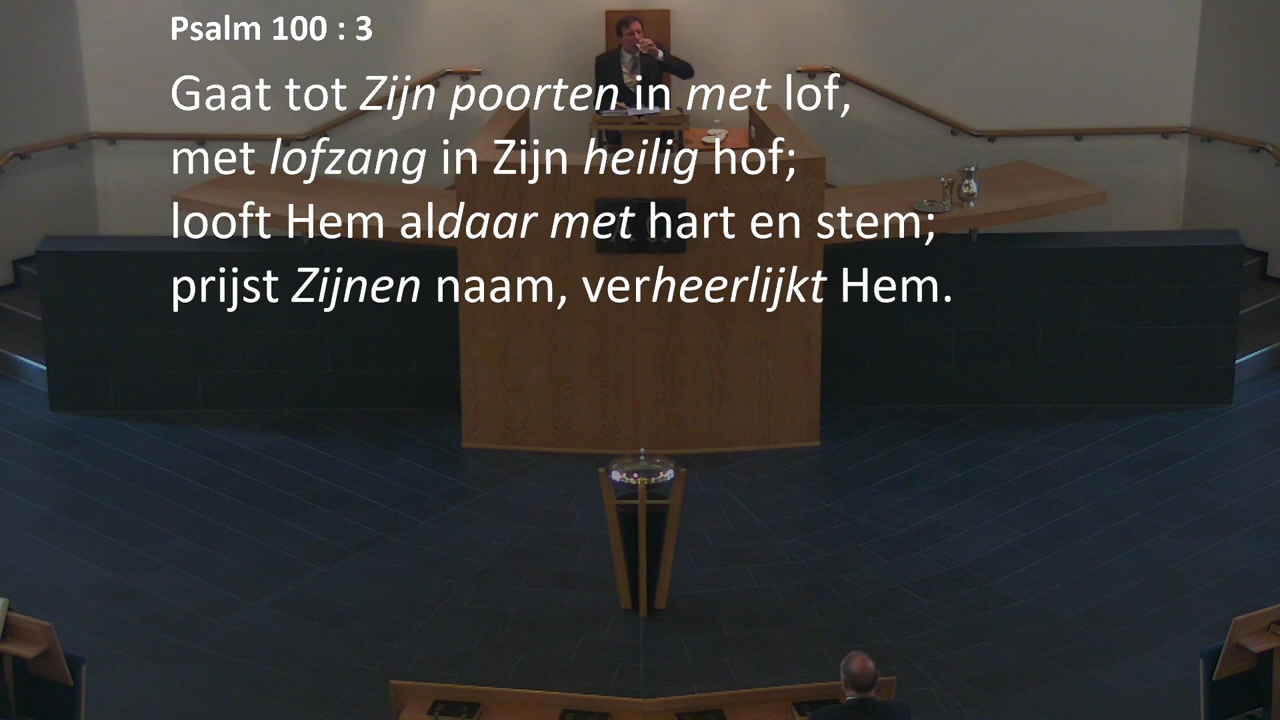 Psalm 100 : 3
Gaat tot Zijn poorten in met lof,
met lofzang in Zijn heilig hof;
looft Hem aldaar met hart en stem;
prijst Zijnen naam, verheerlijkt Hem.